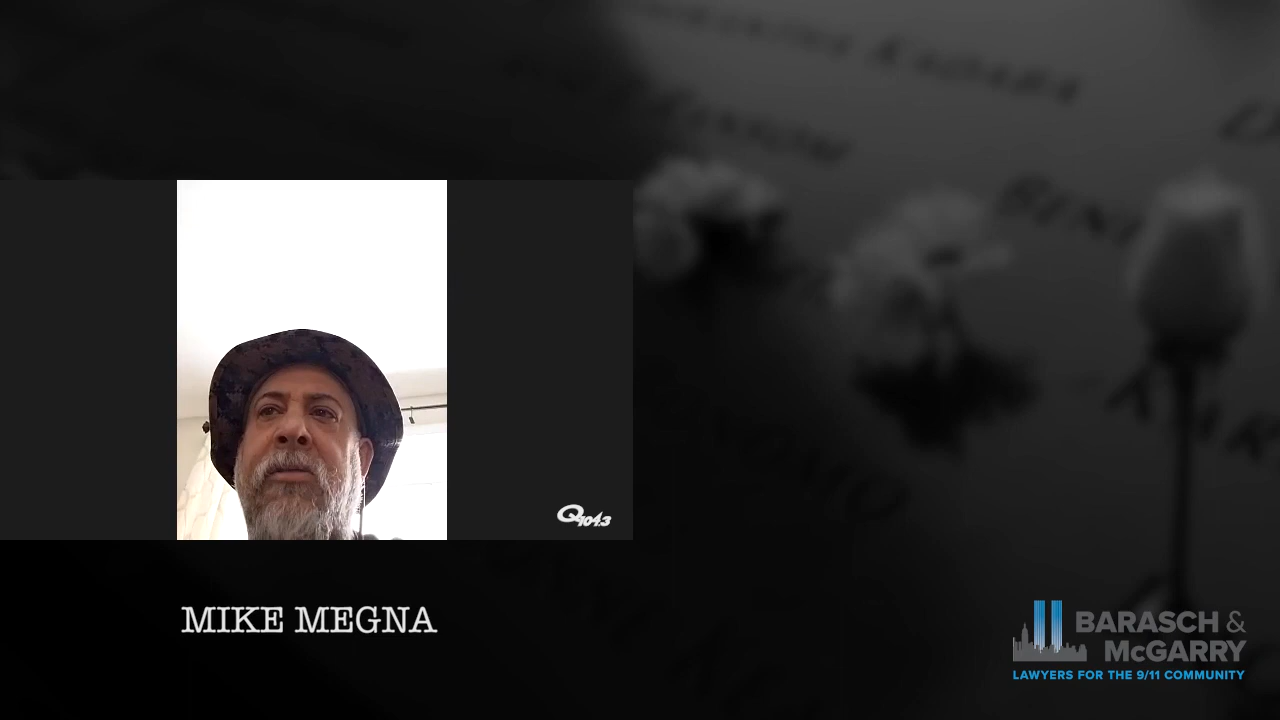 Q104.3
MIKE MEGNA
BARASCH &
McGARRY
LAWYERS FOR THE 9/11 COMMUNITY